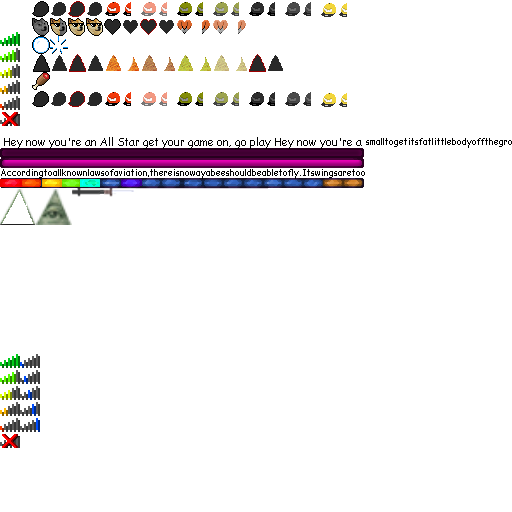 Hey now you're an All Star get your game on, go play Hey now you're a smalltogetitsfatlittlebodyoffthegro
Accordingtoallknownlawsofaviation,thereisnowayabeeshouldbeabletofly.Itswingsaretoo